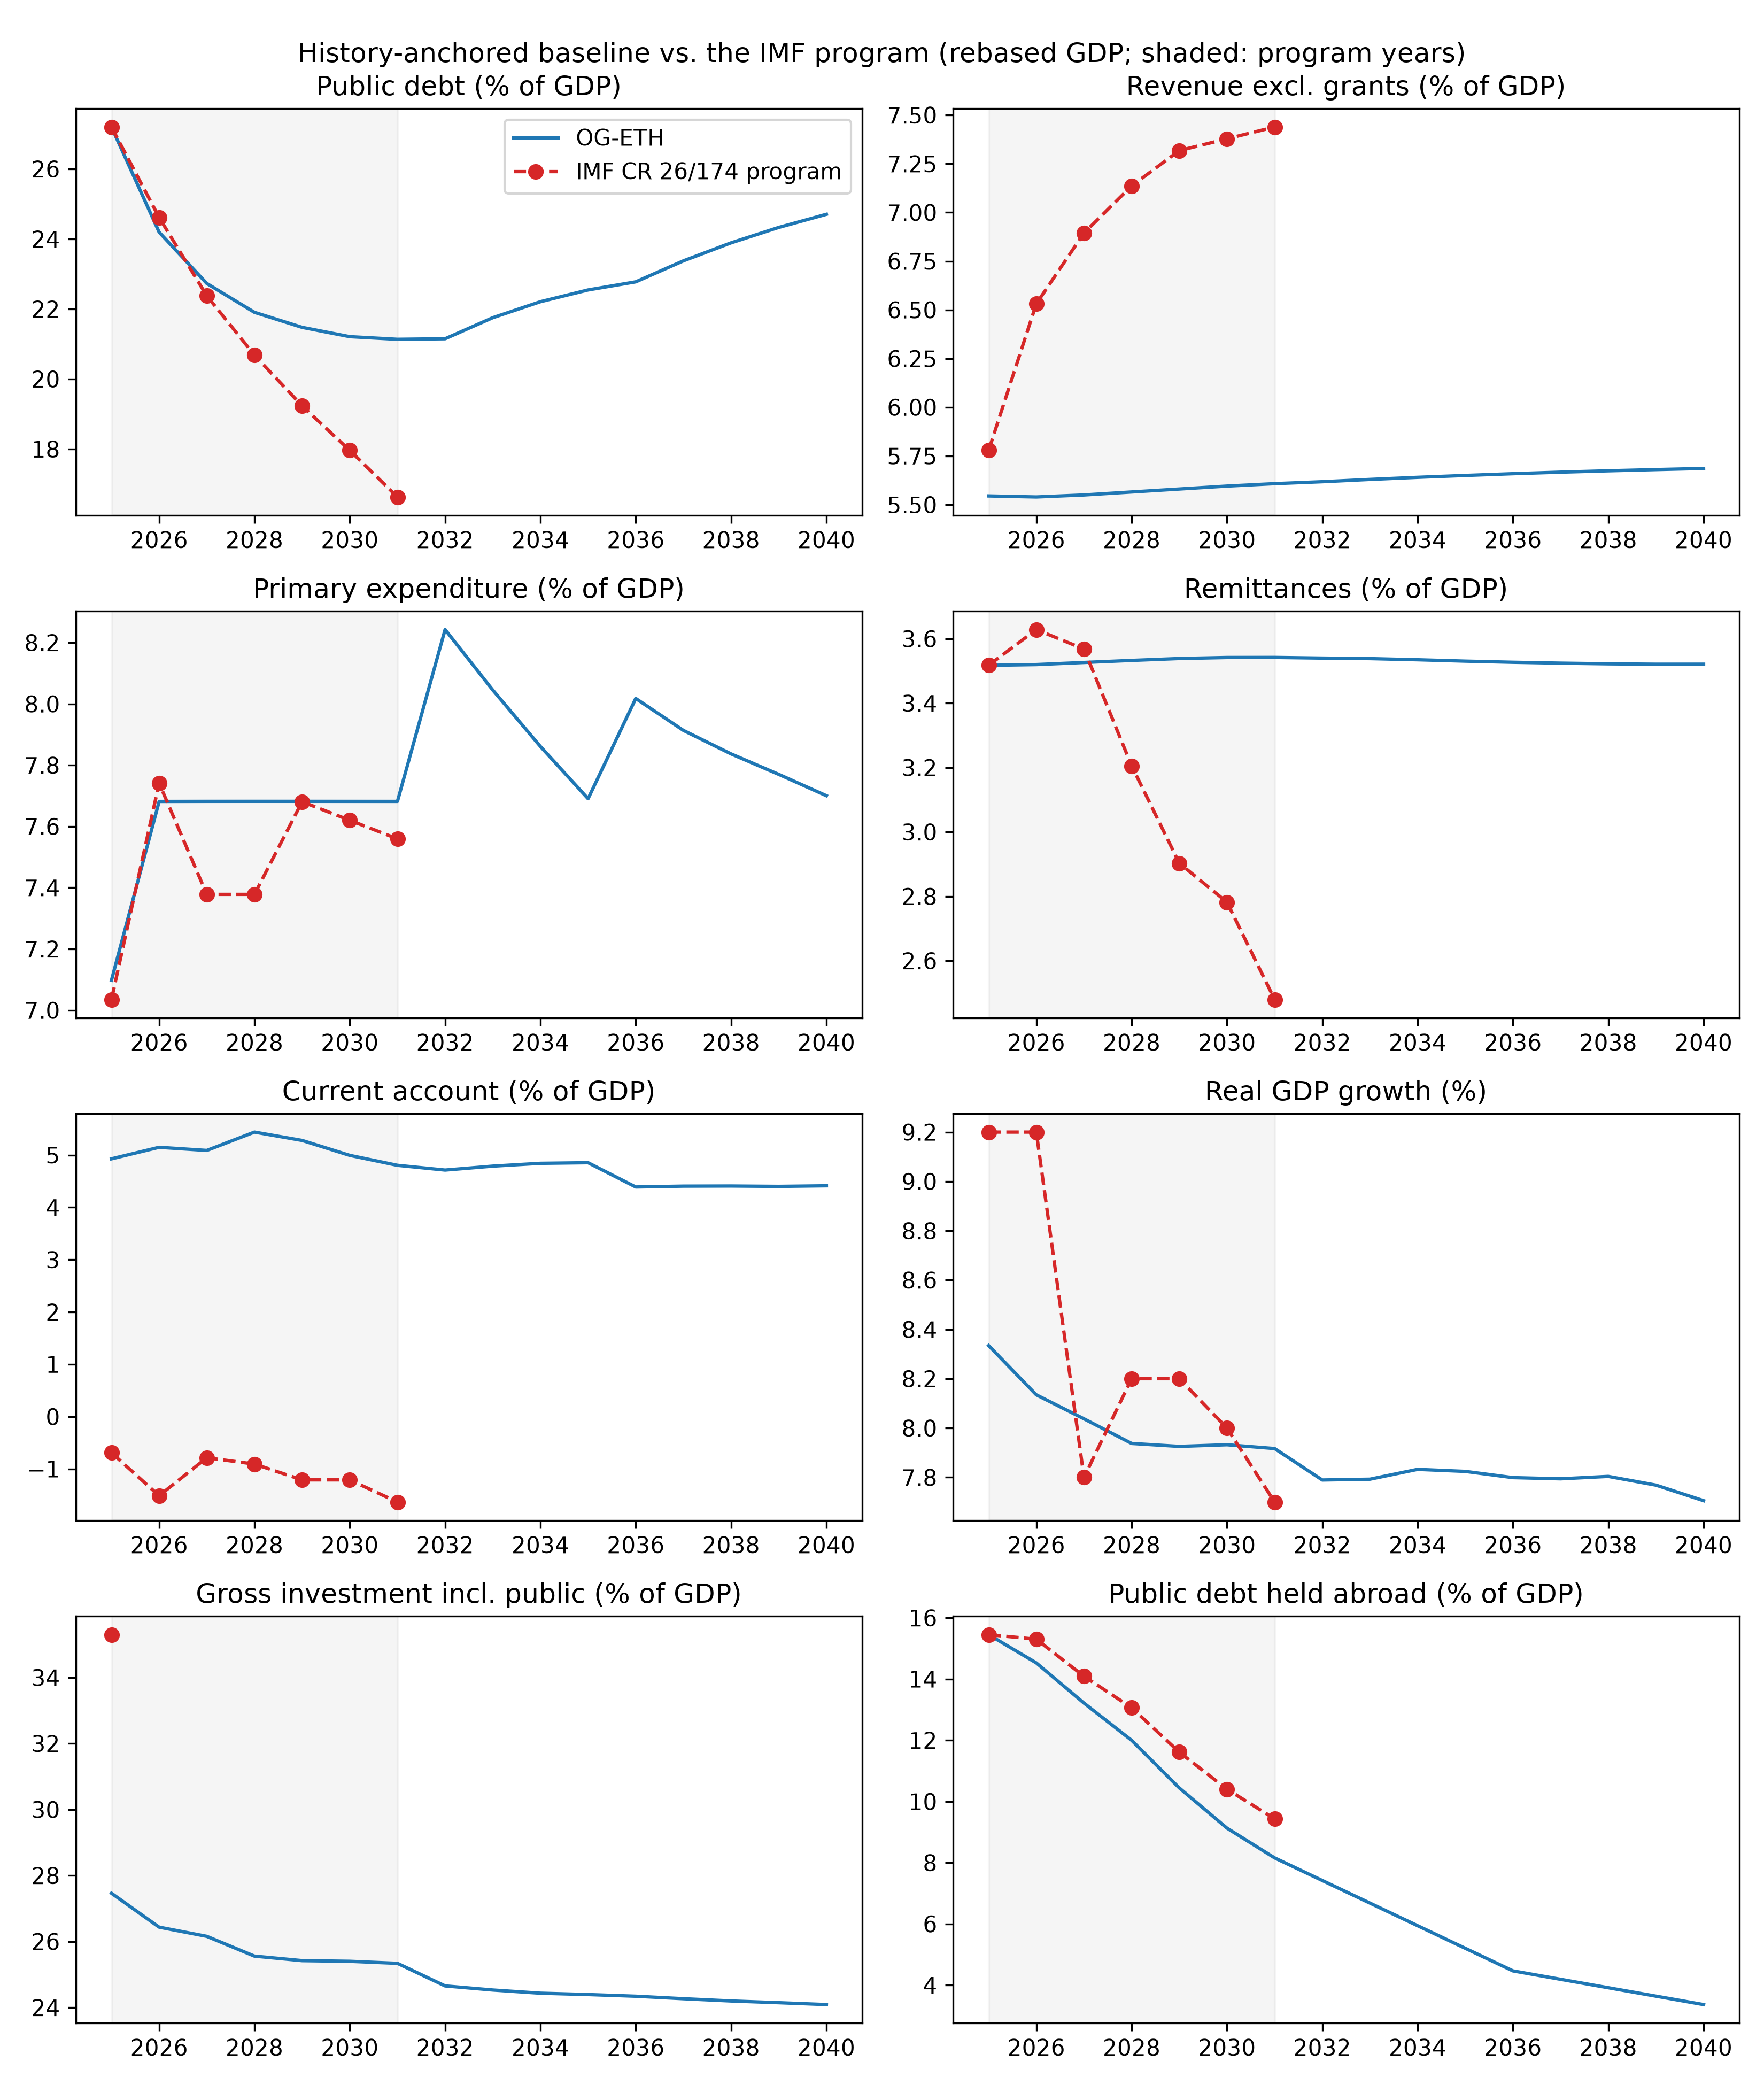 History-anchored baseline vs. the IMF program (rebased GDP; shaded: program years)
Public debt (% of GDP)
26
24
22
20
18
2026 2028 2030 2032 2034 2036 2038 2040
OG-ETH
IMF CR 26/174 program
Revenue excl. grants (% of GDP)
7.50
7.25
7.00
6.75
6.50
6.25
6.00
5.75
5.50
2026 2028 2030 2032 2034 2036 2038 2040
Primary expenditure (% of GDP)
8.2
8.0
7.8
7.6
7.4
7.2
7.0
2026 2028 2030 2032 2034 2036 2038 2040
Remittances (% of GDP)
3.6
3.4
3.2
3.0
2.8
2.6
2026 2028 2030 2032 2034 2036 2038 2040
Current account (% of GDP)
5
4
3
2
1
0
−1
2026 2028 2030 2032 2034 2036 2038 2040
Real GDP growth (%)
9.2
9.0
8.8
8.6
8.4
8.2
8.0
7.8
2026 2028 2030 2032 2034 2036 2038 2040
Gross investment incl. public (% of GDP)
34
32
30
28
26
24
2026 2028 2030 2032 2034 2036 2038 2040
Public debt held abroad (% of GDP)
16
14
12
10
8
6
4
2026 2028 2030 2032 2034 2036 2038 2040